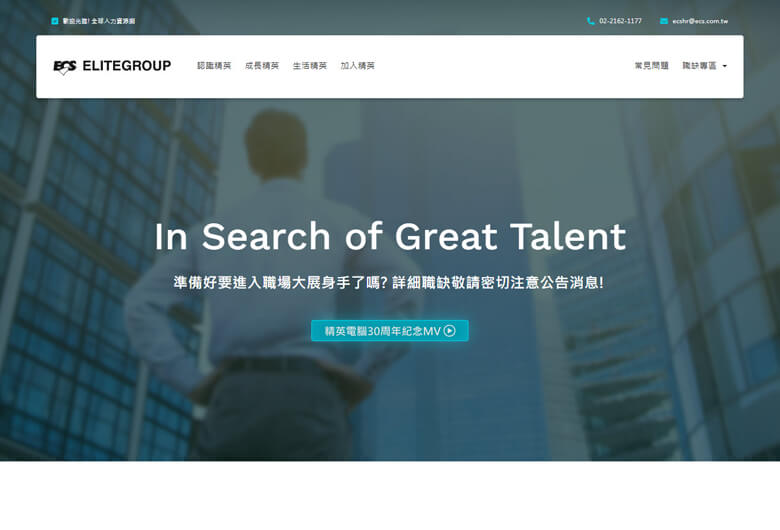 歡迎光臨! 全球人力資源網
02-2162-1177
ecshr@ecs.com.tw
ECS ELITEGROUP
認識精英
成長精英
生活精英
加入精英
常見問題
職缺專區
In Search of Great Talent
準備好要進入職場大展身手了嗎? 詳細職缺敬請密切注意公告消息!
精英電腦30周年紀念MV